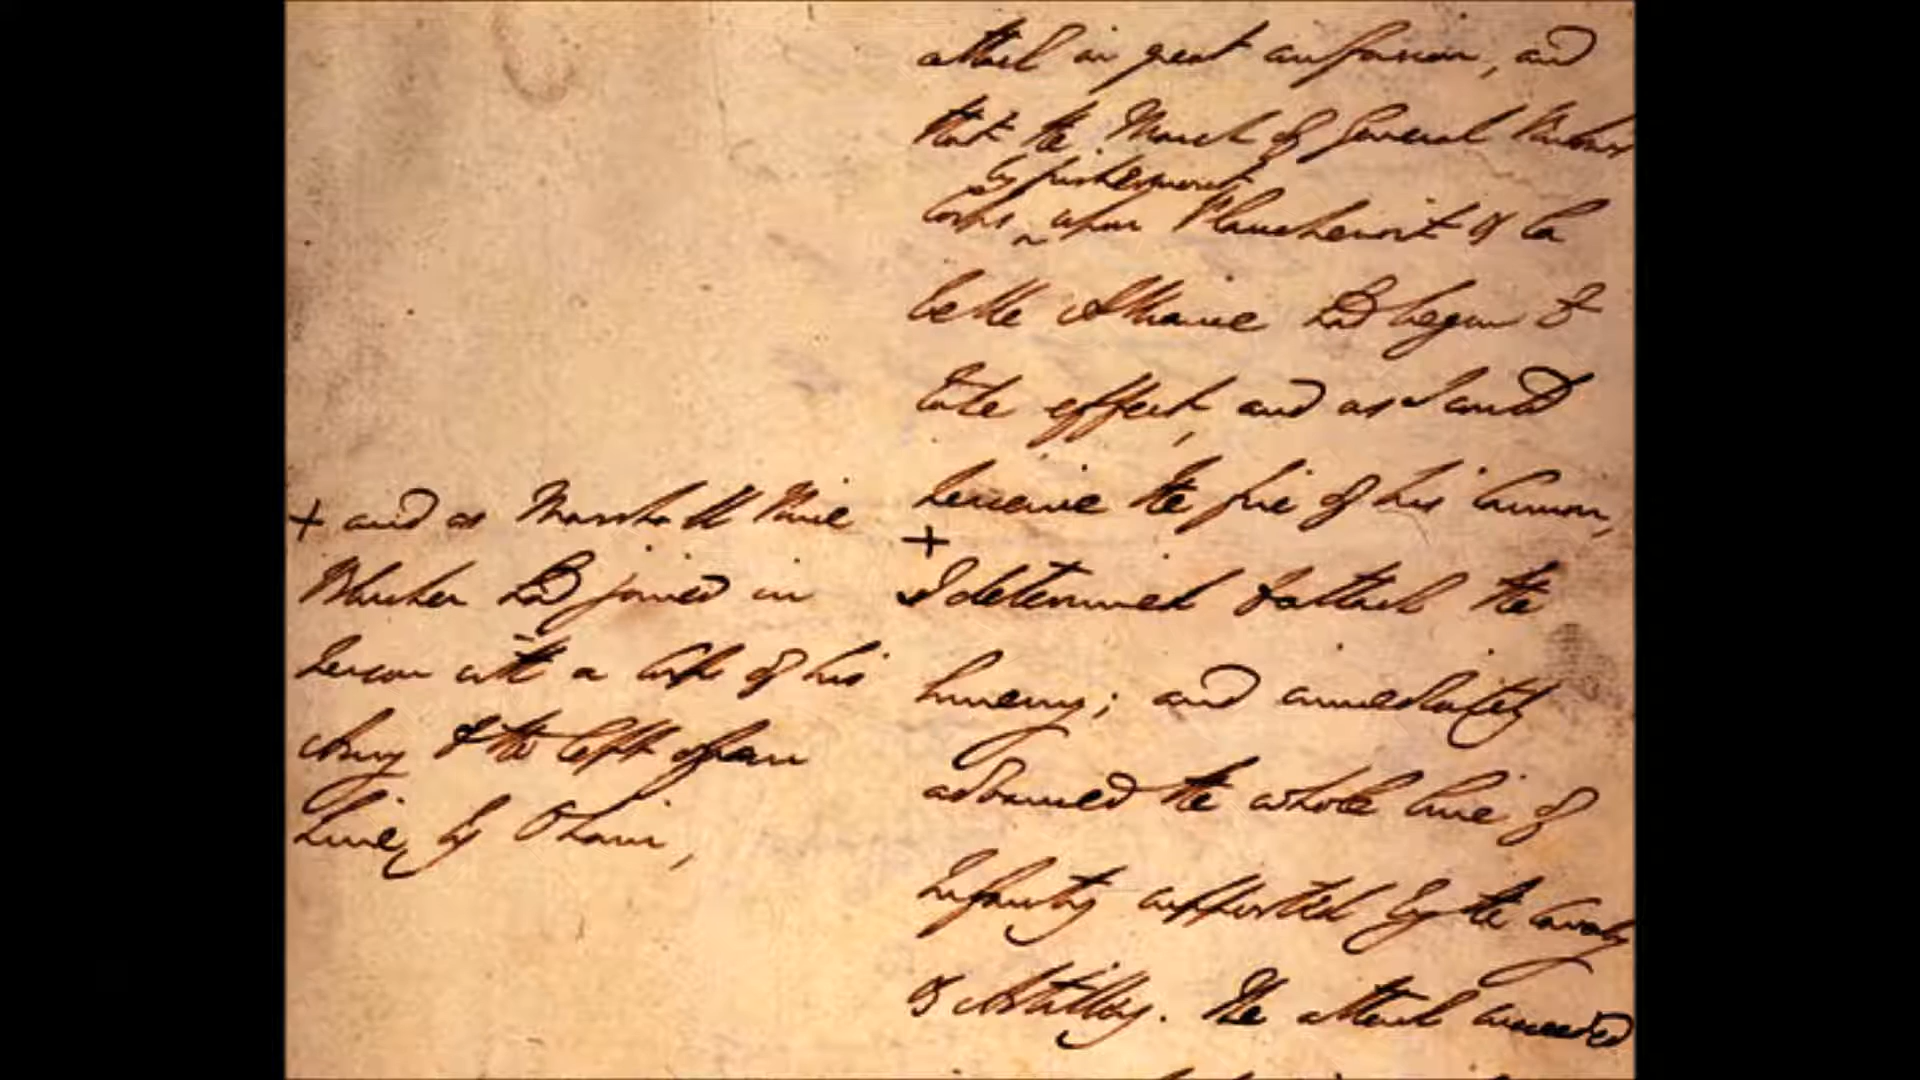 attack in great confusion, and
that the March of General Bulow's
by Frichermont
Corps ^ upon Planchenoit & La
belle Alliance had begun to
take effect, and as I could
perceive the fire of his Cannon,
+
I determined to attack the
Enemy; and immediately
advanced the whole line of
Infantry supported by the Cavalry
& Artillery. The attack succeeded
+ and as Marshall Prince
Blucher had joined in
person with a Corps of his
Army to the left of our
line by Ohain,